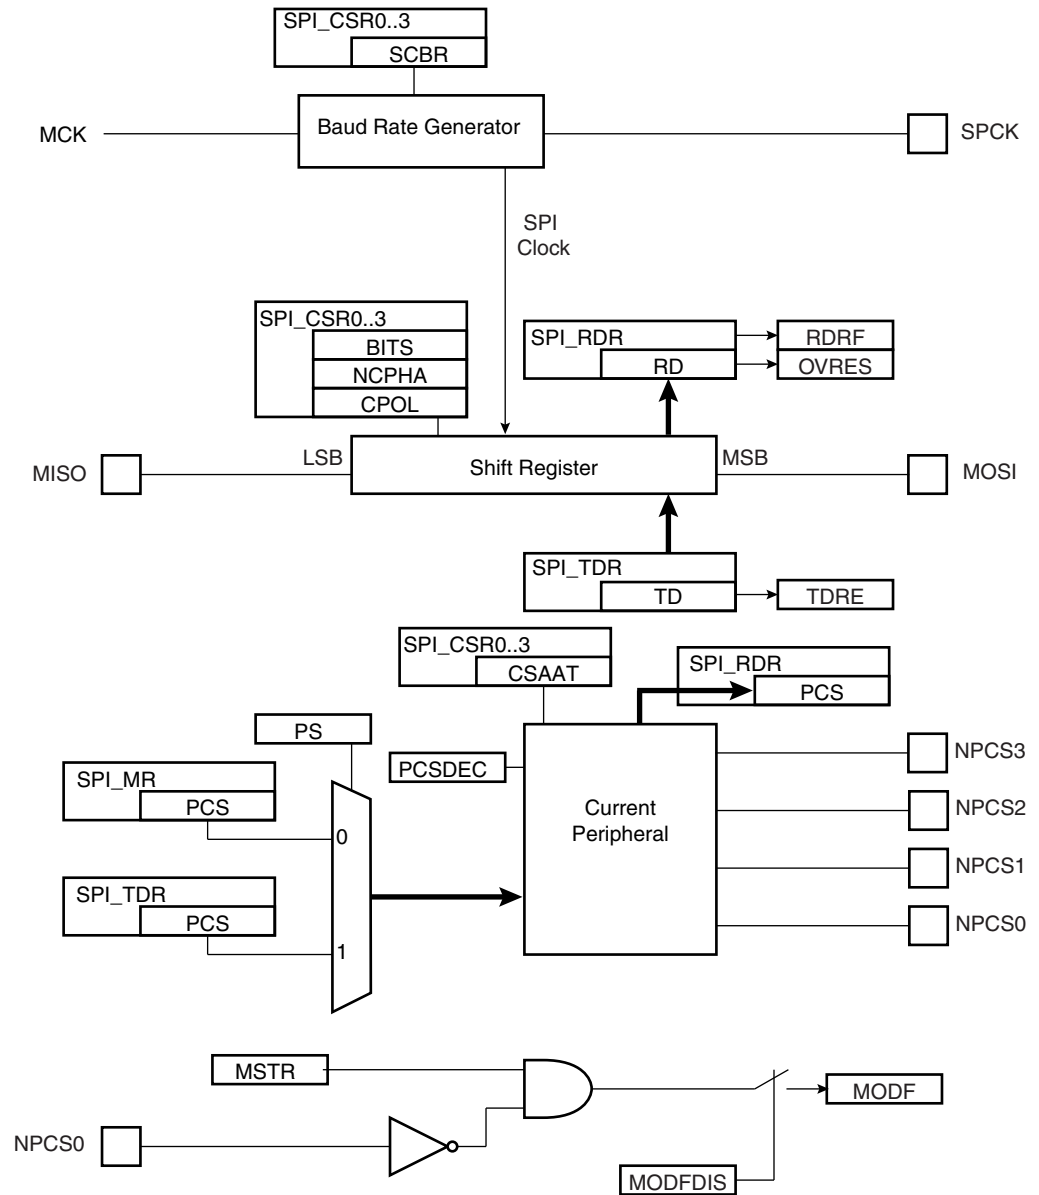 SPI_CSR0..3
SCBR
MCK
Baud Rate Generator
SPCK
SPI
Clock
SPI_CSR0..3
BITS
NCPHA
CPOL
SPI_RDR
RD
RDRF
OVRES
MISO
LSB
Shift Register
MSB
MOSI
SPI_TDR
TD
TDRE
SPI_CSR0..3
CSAAT
SPI_RDR
PCS
PS
PCSDEC
SPI_MR
PCS
0
Current
Peripheral
NPCS3
NPCS2
NPCS1
NPCS0
SPI_TDR
PCS
1
MSTR
MODF
NPCS0
MODFDIS